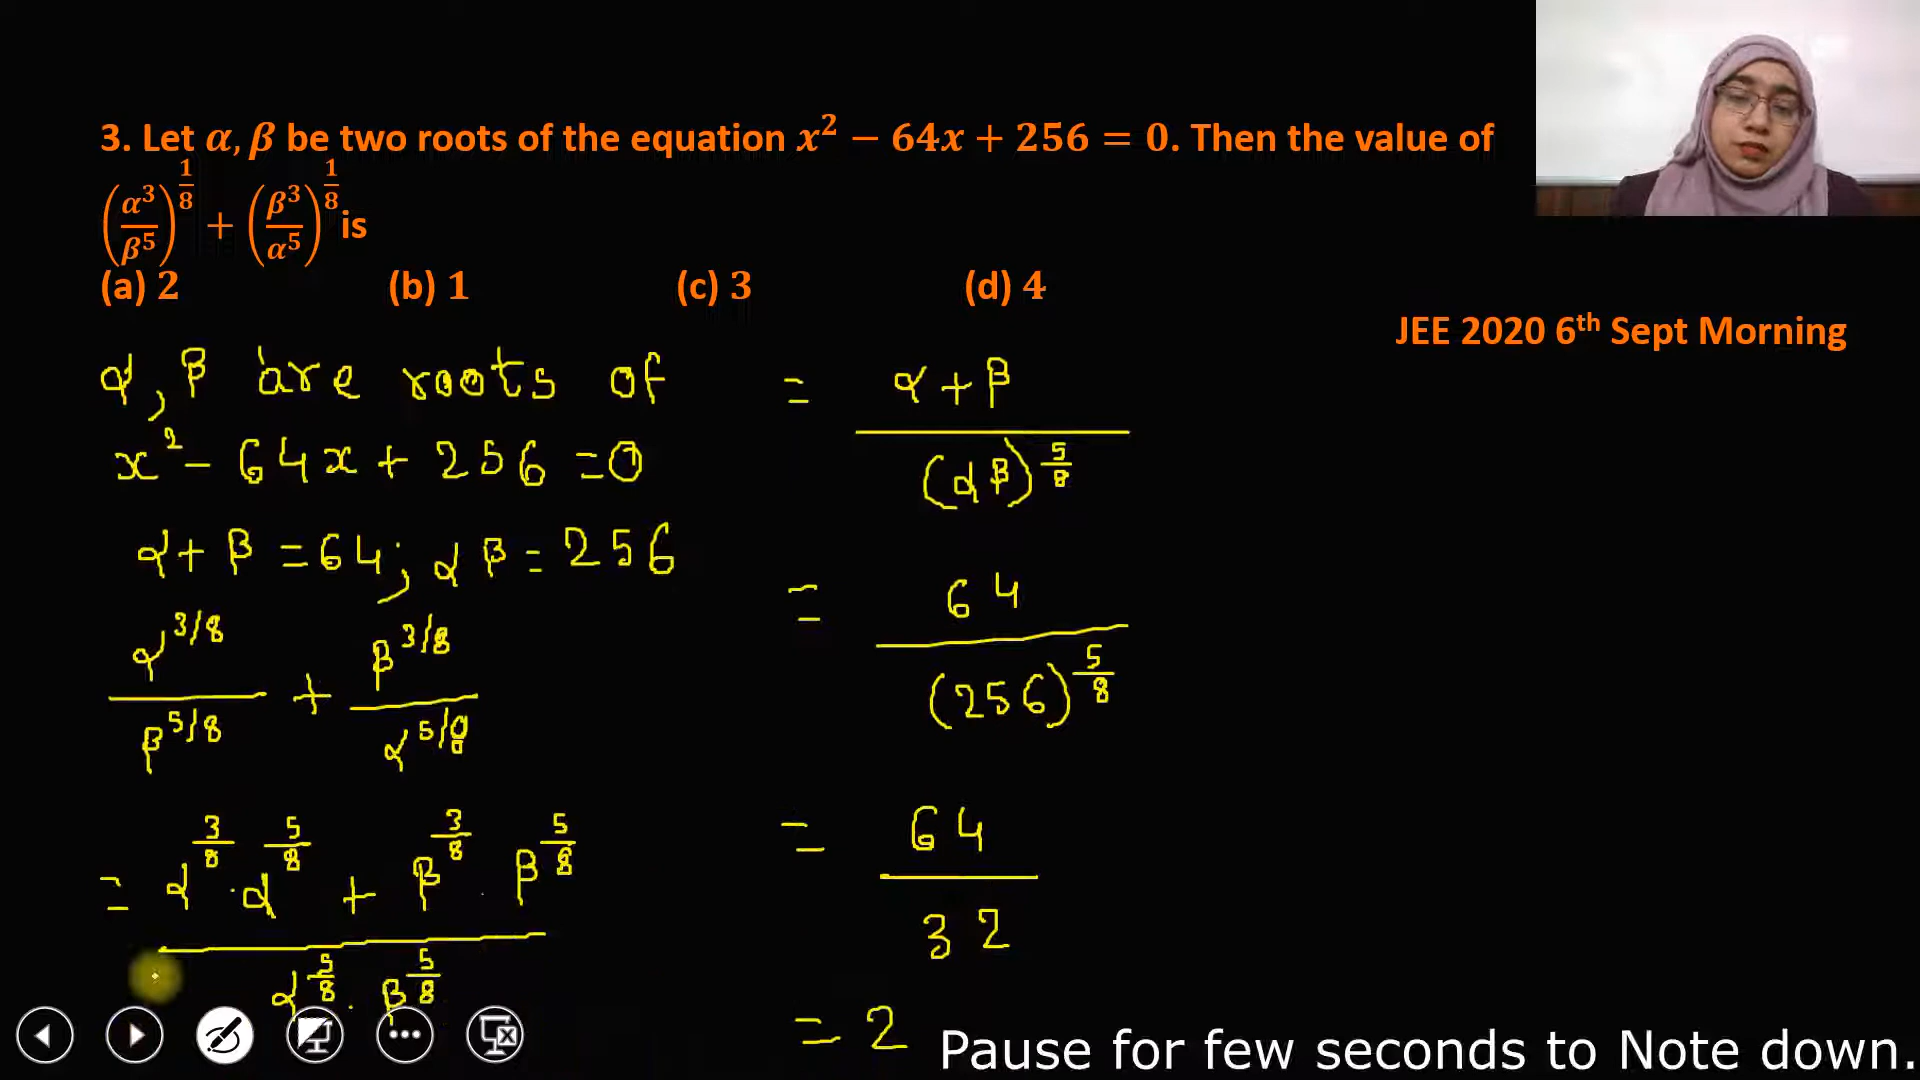 3. Let α, β be two roots of the equation x² − 64x + 256 = 0. Then the value of
(α³/β⁵)^(1/8) + (β³/α⁵)^(1/8) is
(a) 2 (b) 1 (c) 3 (d) 4
JEE 2020 6th Sept Morning
α, β are roots of
x² − 64x + 256 = 0
α + β = 64; αβ = 256
α^(3/8)/β^(5/8) + β^(3/8)/α^(5/8)
= (α^(3/8) · α^(5/8) + β^(3/8) · β^(5/8))/(α^(5/8) · β^(5/8))
= (α + β)/(αβ)^(5/8)
= 64/(256)^(5/8)
= 64/32
= 2
Pause for few seconds to Note down.